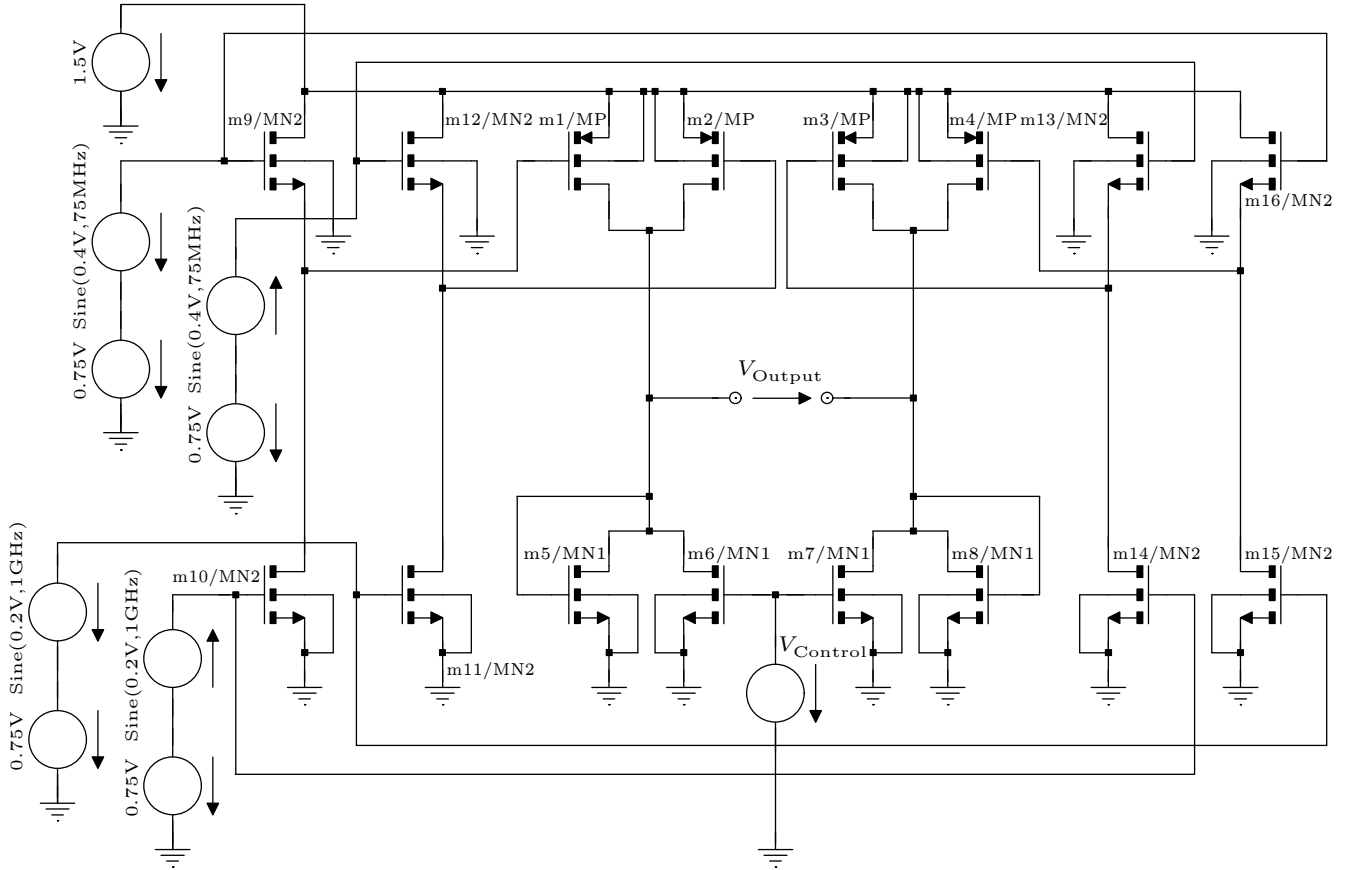 1.5V
m9/MN2
m12/MN2
m1/MP
m2/MP
m3/MP
m4/MP
m13/MN2
m16/MN2
0.75V Sine(0.4V,75MHz)
0.75V Sine(0.4V,75MHz)
V_Output
0.75V Sine(0.2V,1GHz)
0.75V Sine(0.2V,1GHz)
m10/MN2
m11/MN2
m5/MN1
m6/MN1
m7/MN1
m8/MN1
m14/MN2
m15/MN2
V_Control